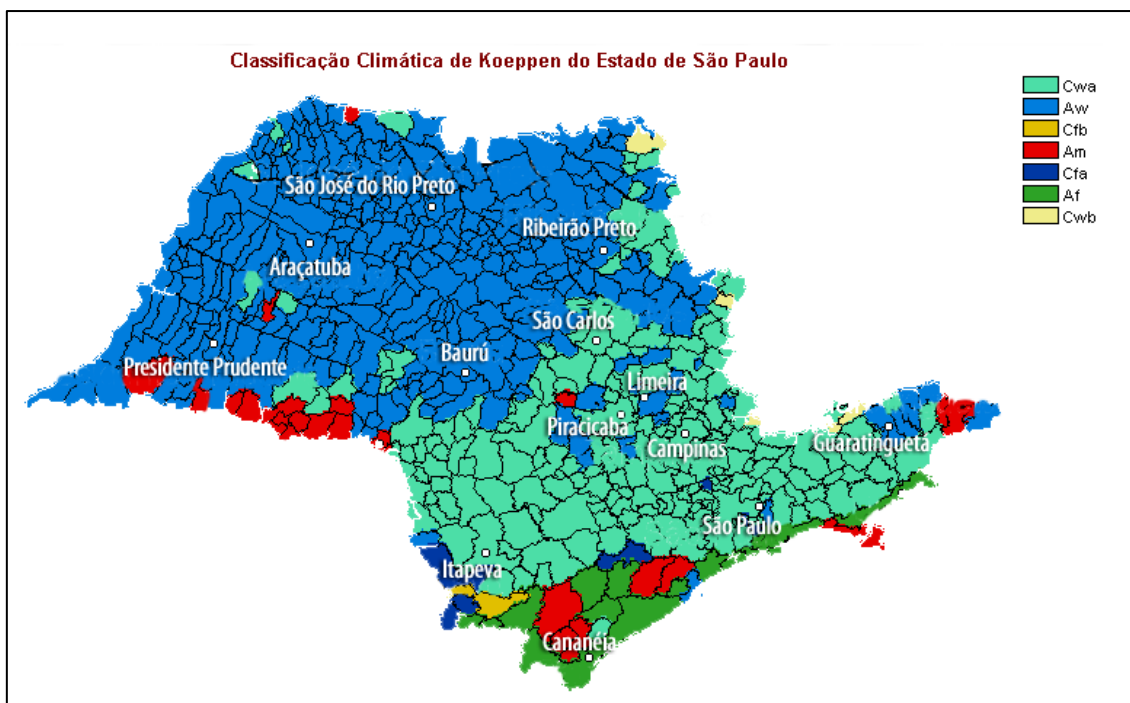 Classificação Climática de Koeppen do Estado de São Paulo
Cwa
Aw
Cfb
Am
Cfa
Af
Cwb
São José do Rio Preto
Ribeirão Preto
Araçatuba
São Carlos
Baurú
Presidente Prudente
Limeira
Piracicaba
Campinas
Guaratingueta
São Paulo
Itapeva
Cananéia